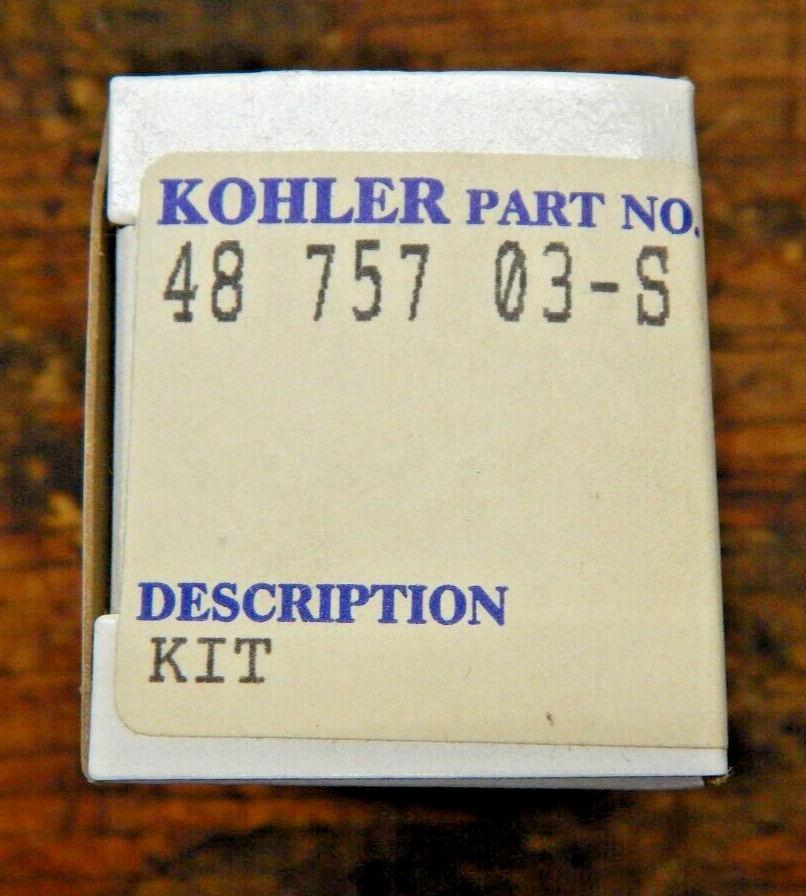 KOHLER PART NO.
48 757 03-S
DESCRIPTION
KIT